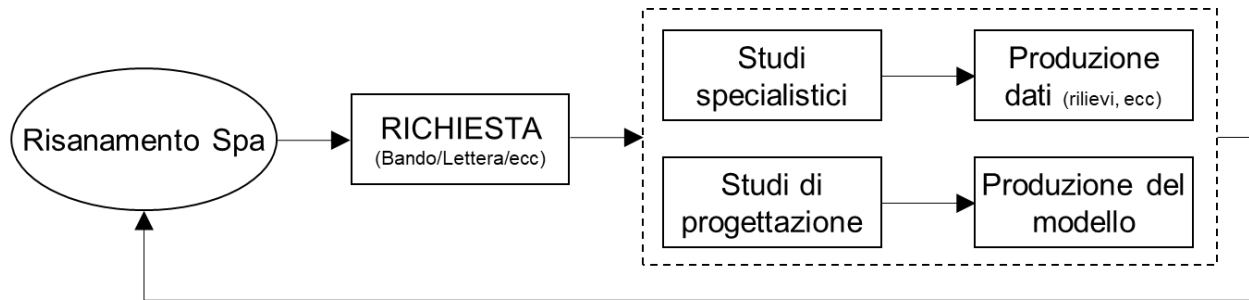 Risanamento Spa
RICHIESTA
(Bando/Lettera/ecc)
Studi
specialistici
Produzione
dati (rilievi, ecc)
Studi di
progettazione
Produzione del
modello